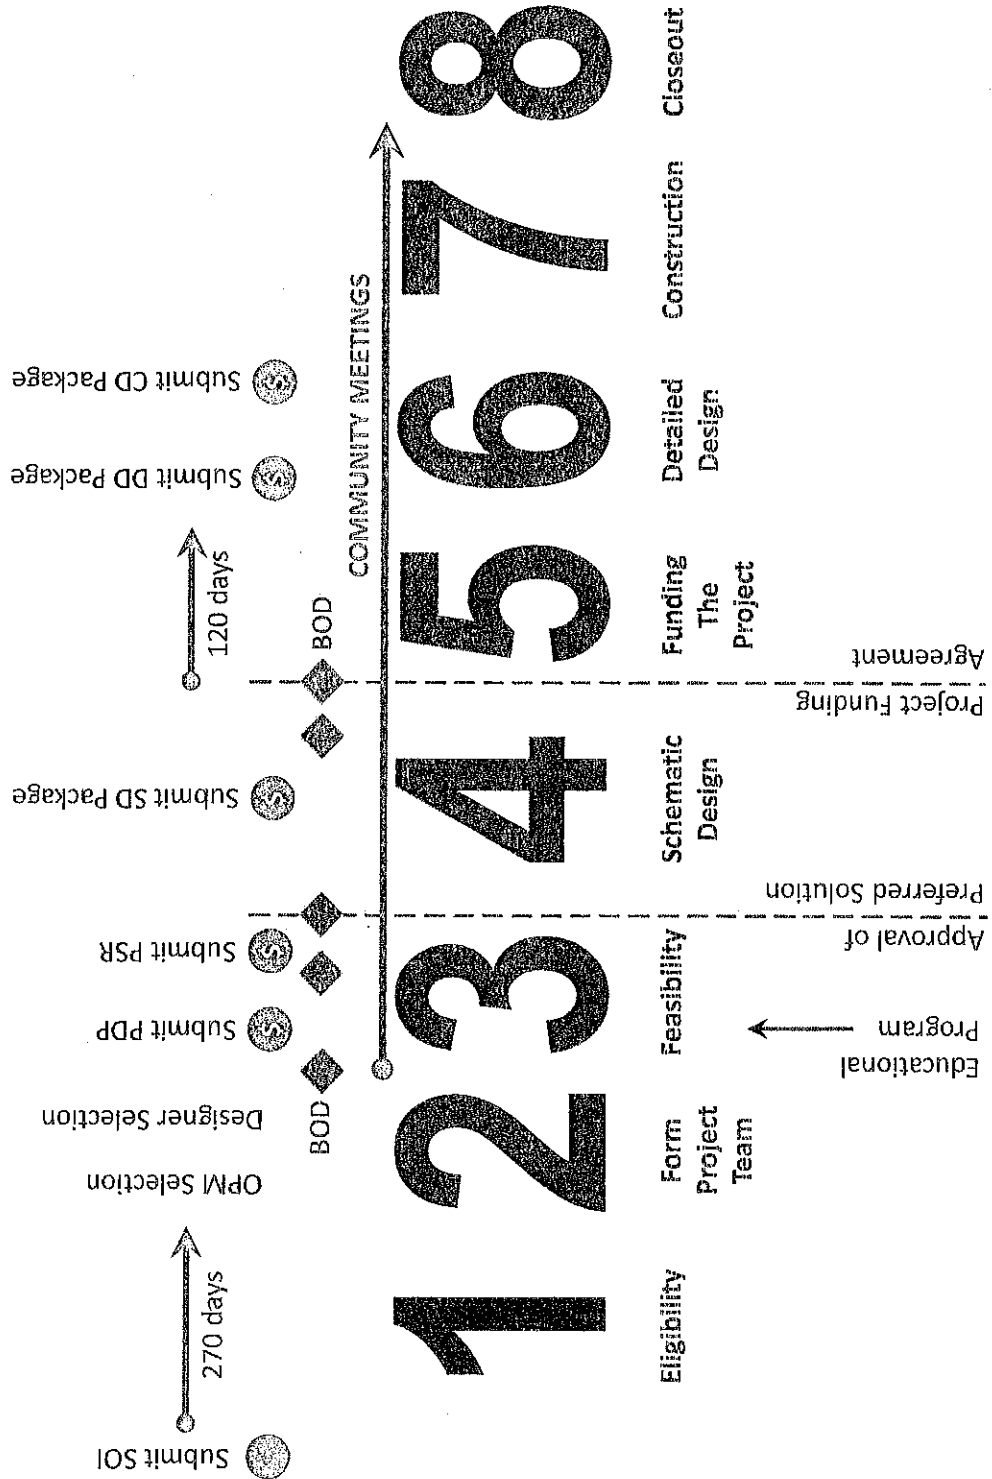 Submit SOI
270 days
OPM Selection
Designer Selection
BOD
Submit PDP
S
Submit PSR
S
Submit SD Package
S
BOD
120 days
Submit DD Package
S
Submit CD Package
S
COMMUNITY MEETINGS
1
2
3
4
5
6
7
8
Eligibility
Form
Project
Team
Feasibility
Schematic
Design
Funding
The
Project
Detailed
Design
Construction
Closeout
Educational
Program
Approval of
Preferred Solution
Project Funding
Agreement